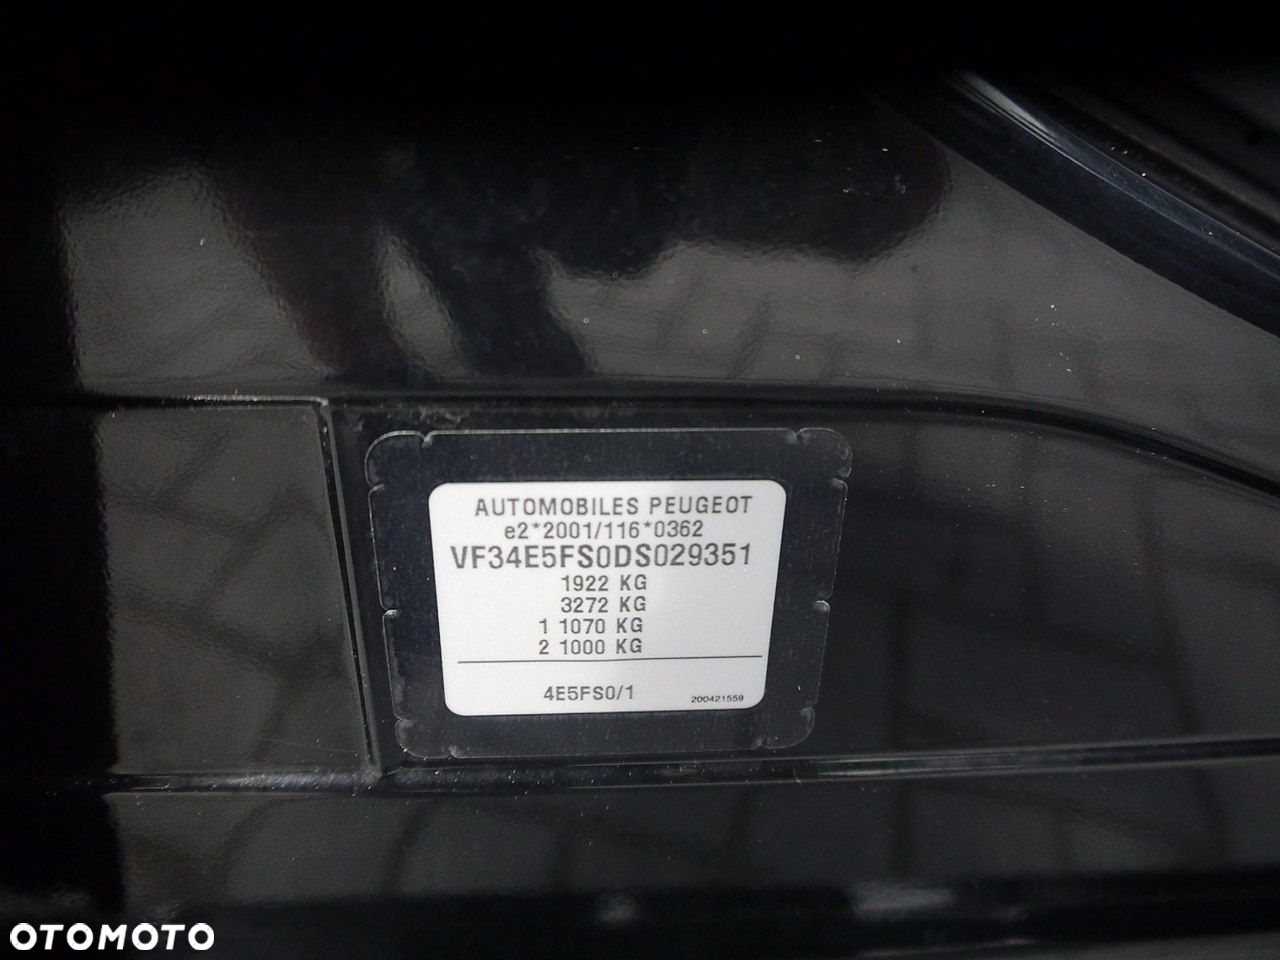 AUTOMOBILES PEUGEOT
e2*2001/116*0362
VF34E5FS0DS029351
1922 KG
3272 KG
1 1070 KG
2 1000 KG
4E5FS0/1
200421559
OTOMOTO